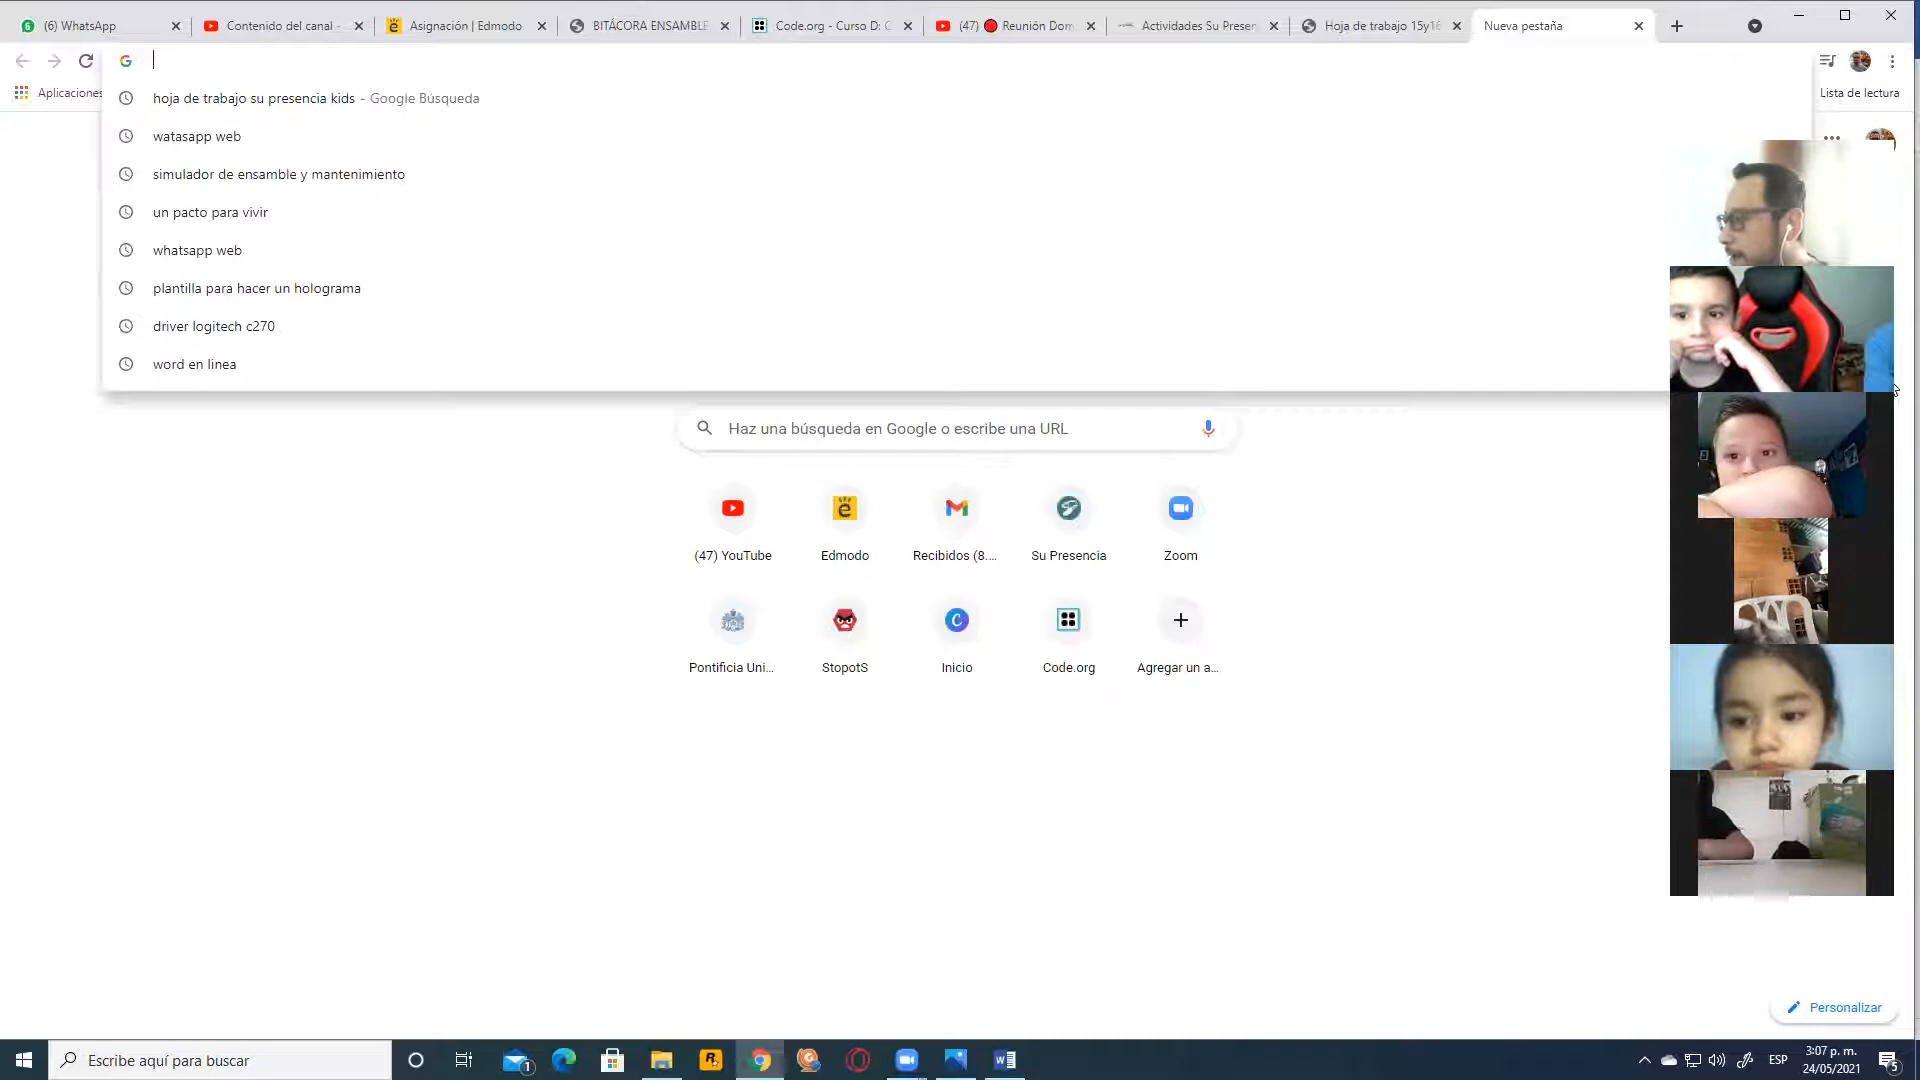 (6) WhatsApp
Contenido del canal -
Asignación | Edmodo
BITÁCORA ENSAMBLE
Code.org - Curso D: C
(47) 🔴 Reunión Dom
Actividades Su Presen
Hoja de trabajo 15y16
Nueva pestaña
Aplicaciones
Lista de lectura
hoja de trabajo su presencia kids - Google Búsqueda
watasapp web
simulador de ensamble y mantenimiento
un pacto para vivir
whatsapp web
plantilla para hacer un holograma
driver logitech c270
word en linea
Haz una búsqueda en Google o escribe una URL
(47) YouTube
Edmodo
Recibidos (8....
Su Presencia
Zoom
Pontificia Uni...
StopotS
Inicio
Code.org
Agregar un a...
Personalizar
Escribe aquí para buscar
1
ESP
3:07 p. m.
24/05/2021
5